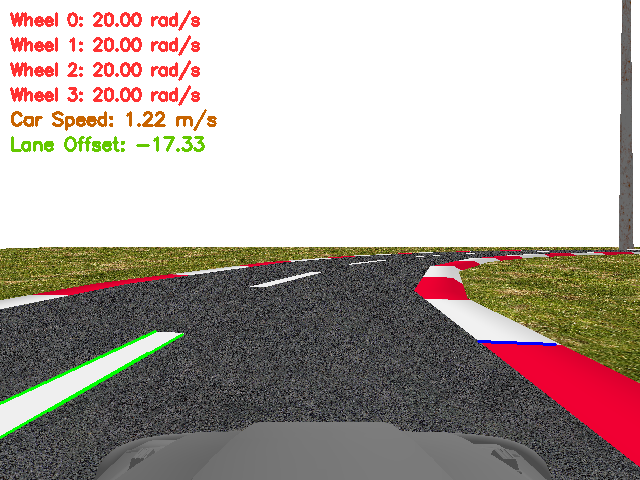 Wheel 0: 20.00 rad/s
Wheel 1: 20.00 rad/s
Wheel 2: 20.00 rad/s
Wheel 3: 20.00 rad/s
Car Speed: 1.22 m/s
Lane Offset: -17.33